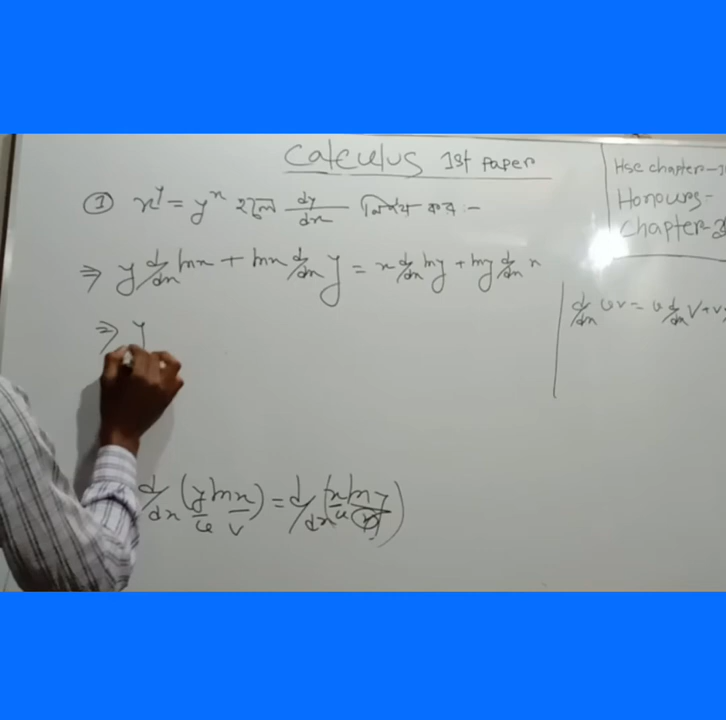 Calculus 1st Paper
Hsc chapter-
Honours-
Chapter-
① x^y = y^x হলে dy/dx নির্ণয় কর :-
⇒ y d/dx lnx + lnx d/dx y = x d/dx lny + lny d/dx x
d/dx uv = u d/dx v + v
⇒ y
d/dx (y lnx) = d/dx (x lny)
u v u v